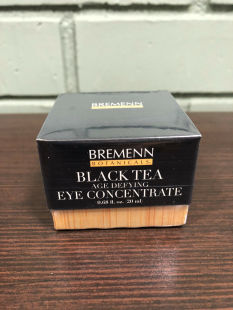 BREMENN
BREMENN
BOTANICALS
BLACK TEA
AGE DEFYING
EYE CONCENTRATE
0.68 fl. oz. 20 ml